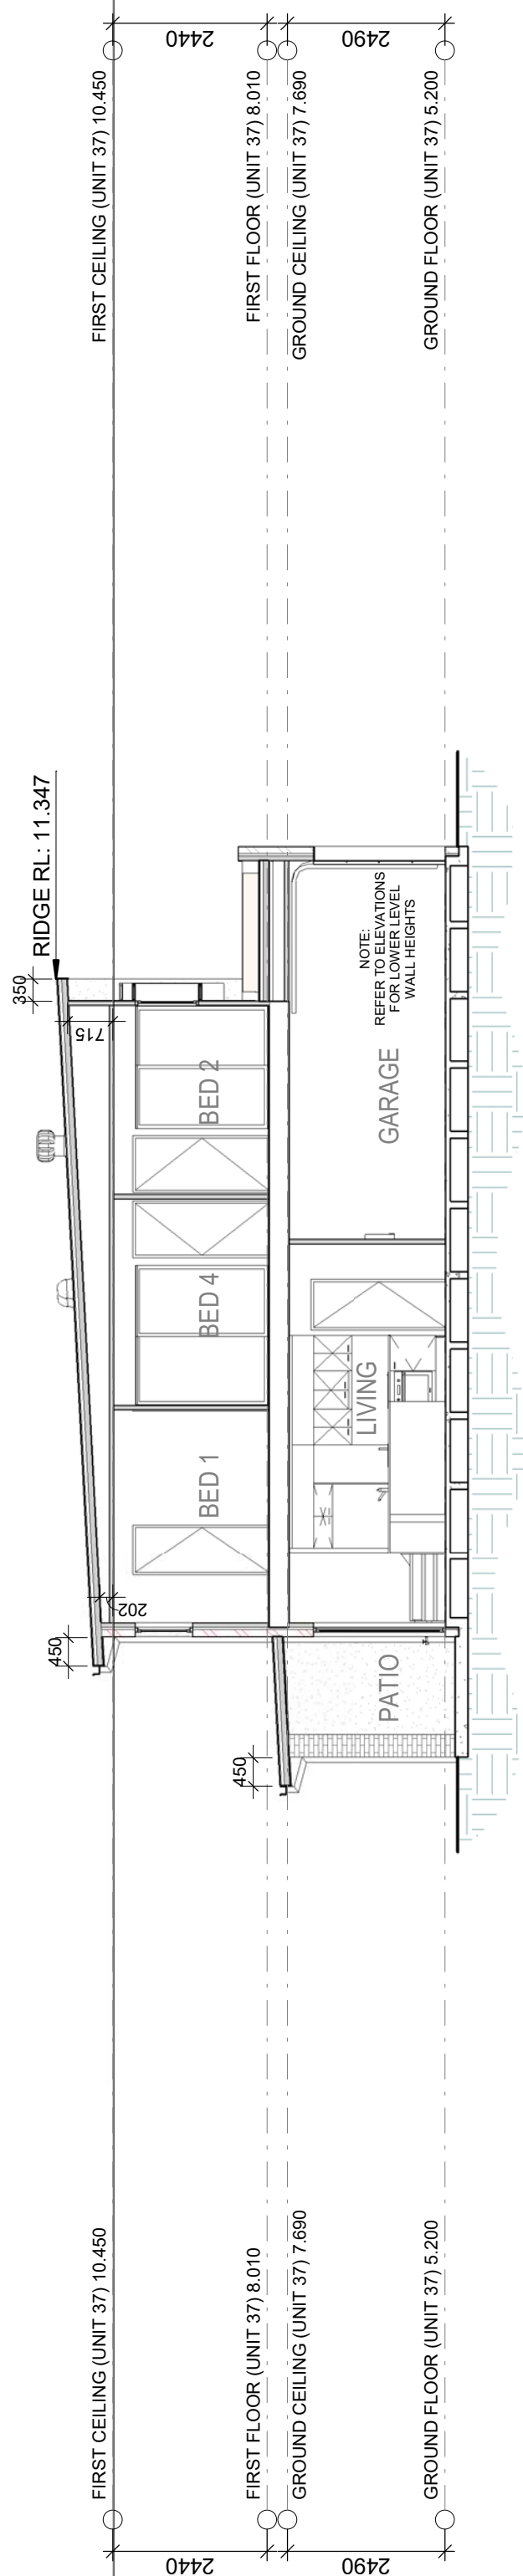 FIRST CEILING (UNIT 37) 10.450
FIRST FLOOR (UNIT 37) 8.010
GROUND CEILING (UNIT 37) 7.690
GROUND FLOOR (UNIT 37) 5.200
2440
2490
RIDGE RL: 11.347
350
715
202
450
450
BED 1
BED 4
BED 2
PATIO
LIVING
GARAGE
NOTE:
REFER TO ELEVATIONS
FOR LOWER LEVEL
WALL HEIGHTS
FIRST CEILING (UNIT 37) 10.450
FIRST FLOOR (UNIT 37) 8.010
GROUND CEILING (UNIT 37) 7.690
GROUND FLOOR (UNIT 37) 5.200
2440
2490